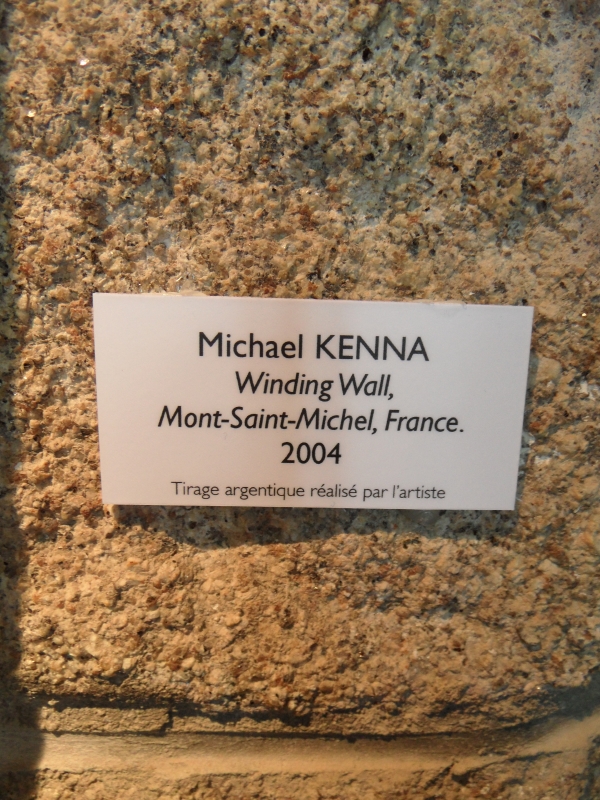 Michael KENNA
Winding Wall,
Mont-Saint-Michel, France.
2004
Tirage argentique réalisé par l'artiste